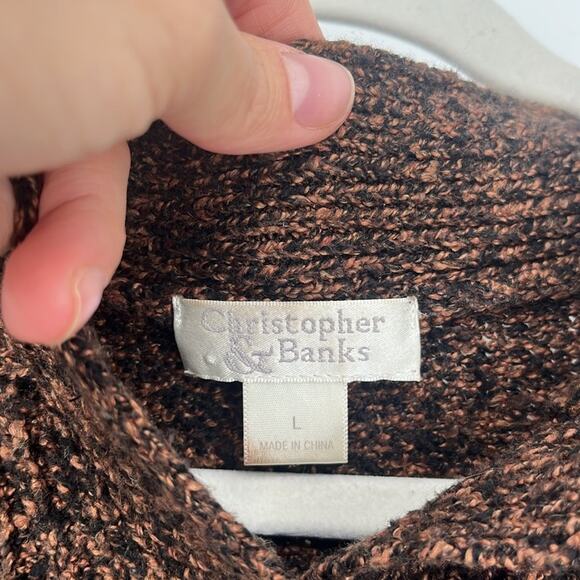 Christopher
& Banks
L
MADE IN CHINA